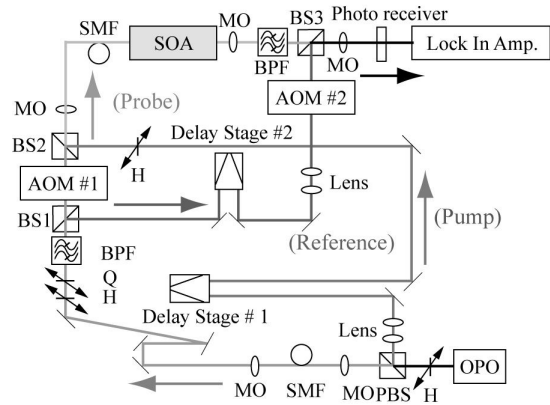 SMF
SOA
MO
BPF
BS3
Photo receiver
MO
Lock In Amp.
(Probe)
AOM #2
MO
BS2
Delay Stage #2
H
AOM #1
Lens
BS1
(Reference)
(Pump)
BPF
Q
H
Delay Stage # 1
Lens
MO
SMF
MO
PBS
H
OPO